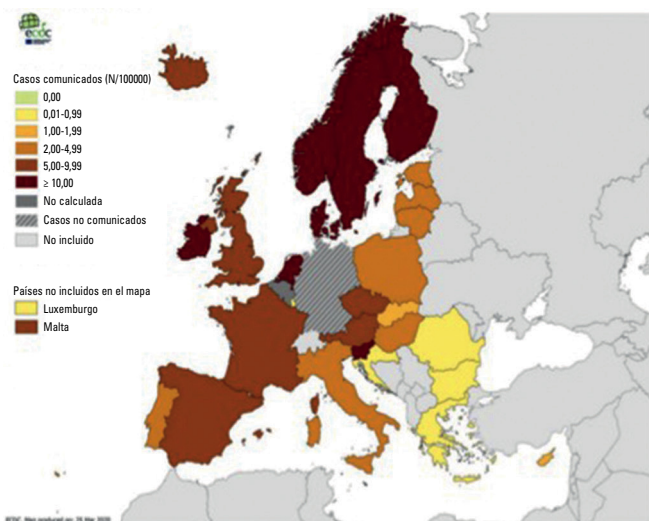 ecdc
Casos comunicados (N/100000)
0,00
0,01-0,99
1,00-1,99
2,00-4,99
5,00-9,99
≥ 10,00
No calculada
Casos no comunicados
No incluido
Países no incluidos en el mapa
Luxemburgo
Malta